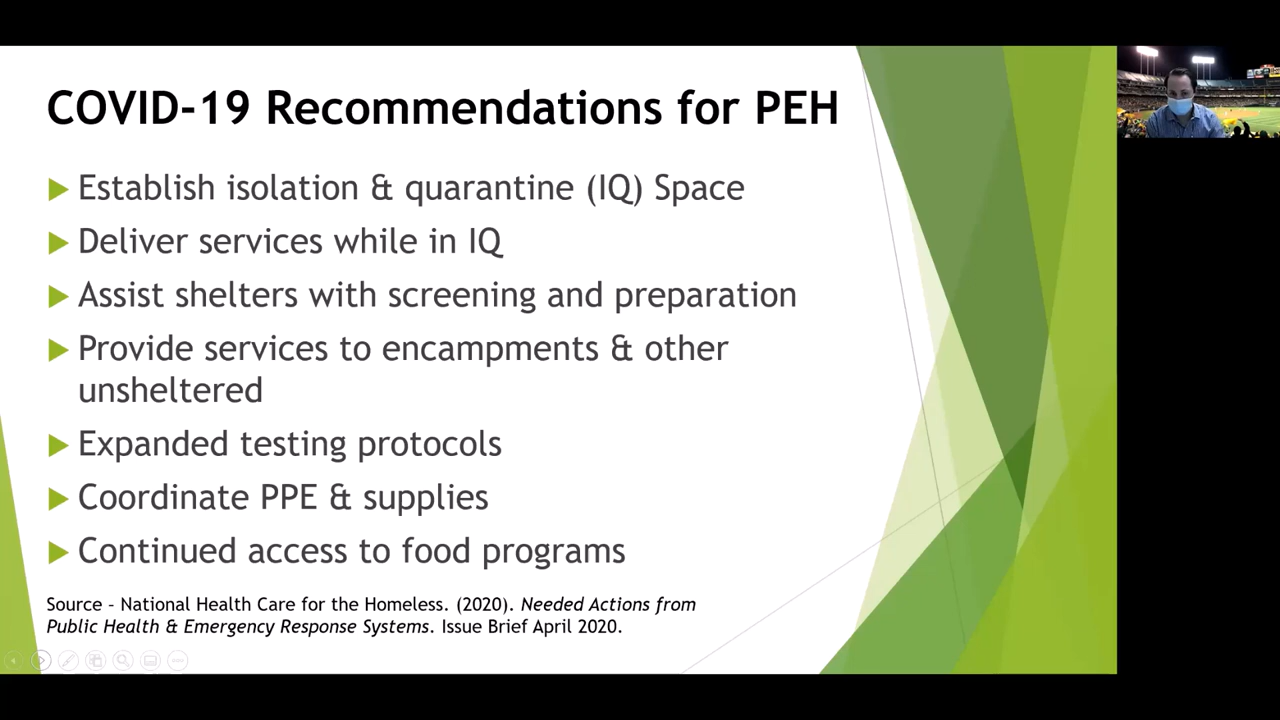 COVID-19 Recommendations for PEH
Establish isolation & quarantine (IQ) Space
Deliver services while in IQ
Assist shelters with screening and preparation
Provide services to encampments & other
unsheltered
Expanded testing protocols
Coordinate PPE & supplies
Continued access to food programs
Source – National Health Care for the Homeless. (2020). Needed Actions from
Public Health & Emergency Response Systems. Issue Brief April 2020.